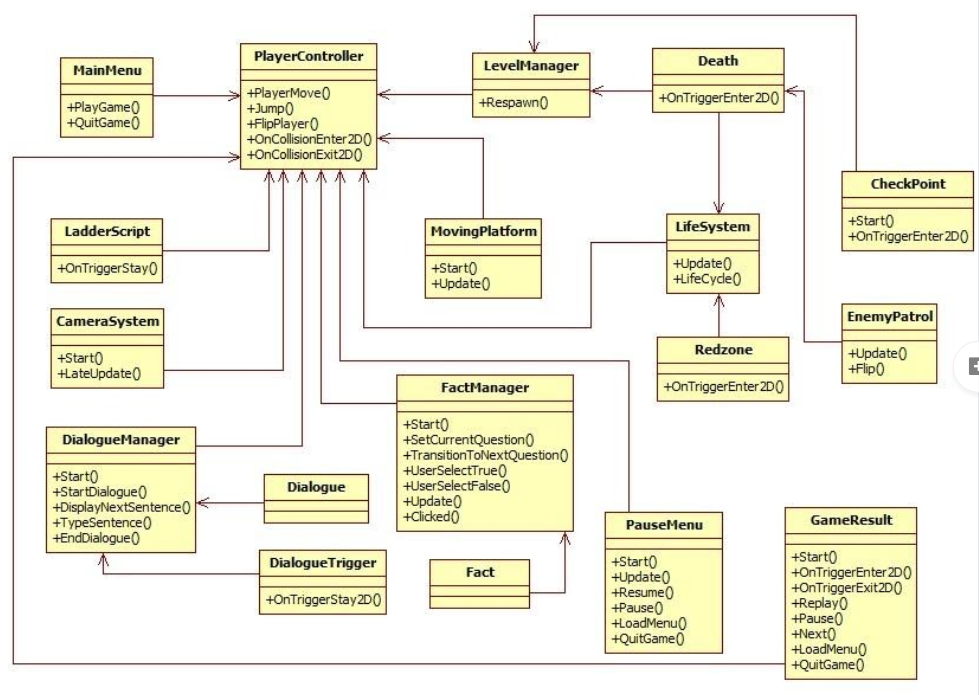 MainMenu
+PlayGame()
+QuitGame()
PlayerController
+PlayerMove()
+Jump()
+FlipPlayer()
+OnCollisionEnter2D()
+OnCollisionExit2D()
LevelManager
+Respawn()
Death
+OnTriggerEnter2D()
CheckPoint
+Start()
+OnTriggerEnter2D()
LadderScript
+OnTriggerStay()
MovingPlatform
+Start()
+Update()
LifeSystem
+Update()
+LifeCycle()
CameraSystem
+Start()
+LateUpdate()
Redzone
+OnTriggerEnter2D()
EnemyPatrol
+Update()
+Flip()
FactManager
+Start()
+SetCurrentQuestion()
+TransitionToNextQuestion()
+UserSelectTrue()
+UserSelectFalse()
+Update()
+Clicked()
DialogueManager
+Start()
+StartDialogue()
+DisplayNextSentence()
+TypeSentence()
+EndDialogue()
Dialogue
DialogueTrigger
+OnTriggerStay2D()
Fact
PauseMenu
+Start()
+Update()
+Resume()
+Pause()
+LoadMenu()
+QuitGame()
GameResult
+Start()
+OnTriggerEnter2D()
+OnTriggerExit2D()
+Replay()
+Pause()
+Next()
+LoadMenu()
+QuitGame()